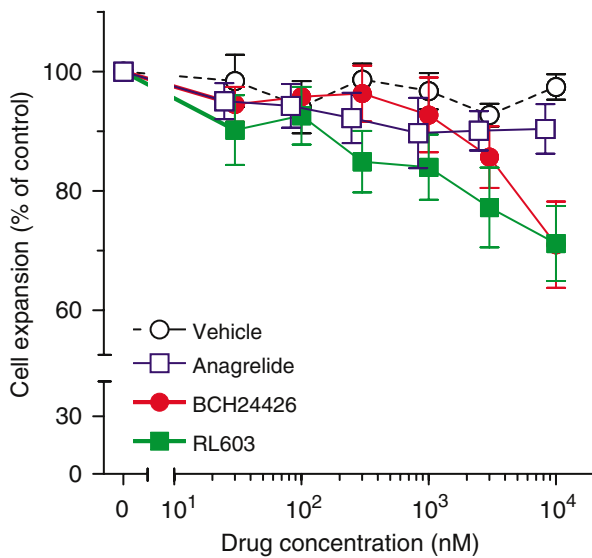 Cell expansion (% of control)
100
80
60
30
0
Vehicle
Anagrelide
BCH24426
RL603
0 10¹ 10² 10³ 10⁴
Drug concentration (nM)